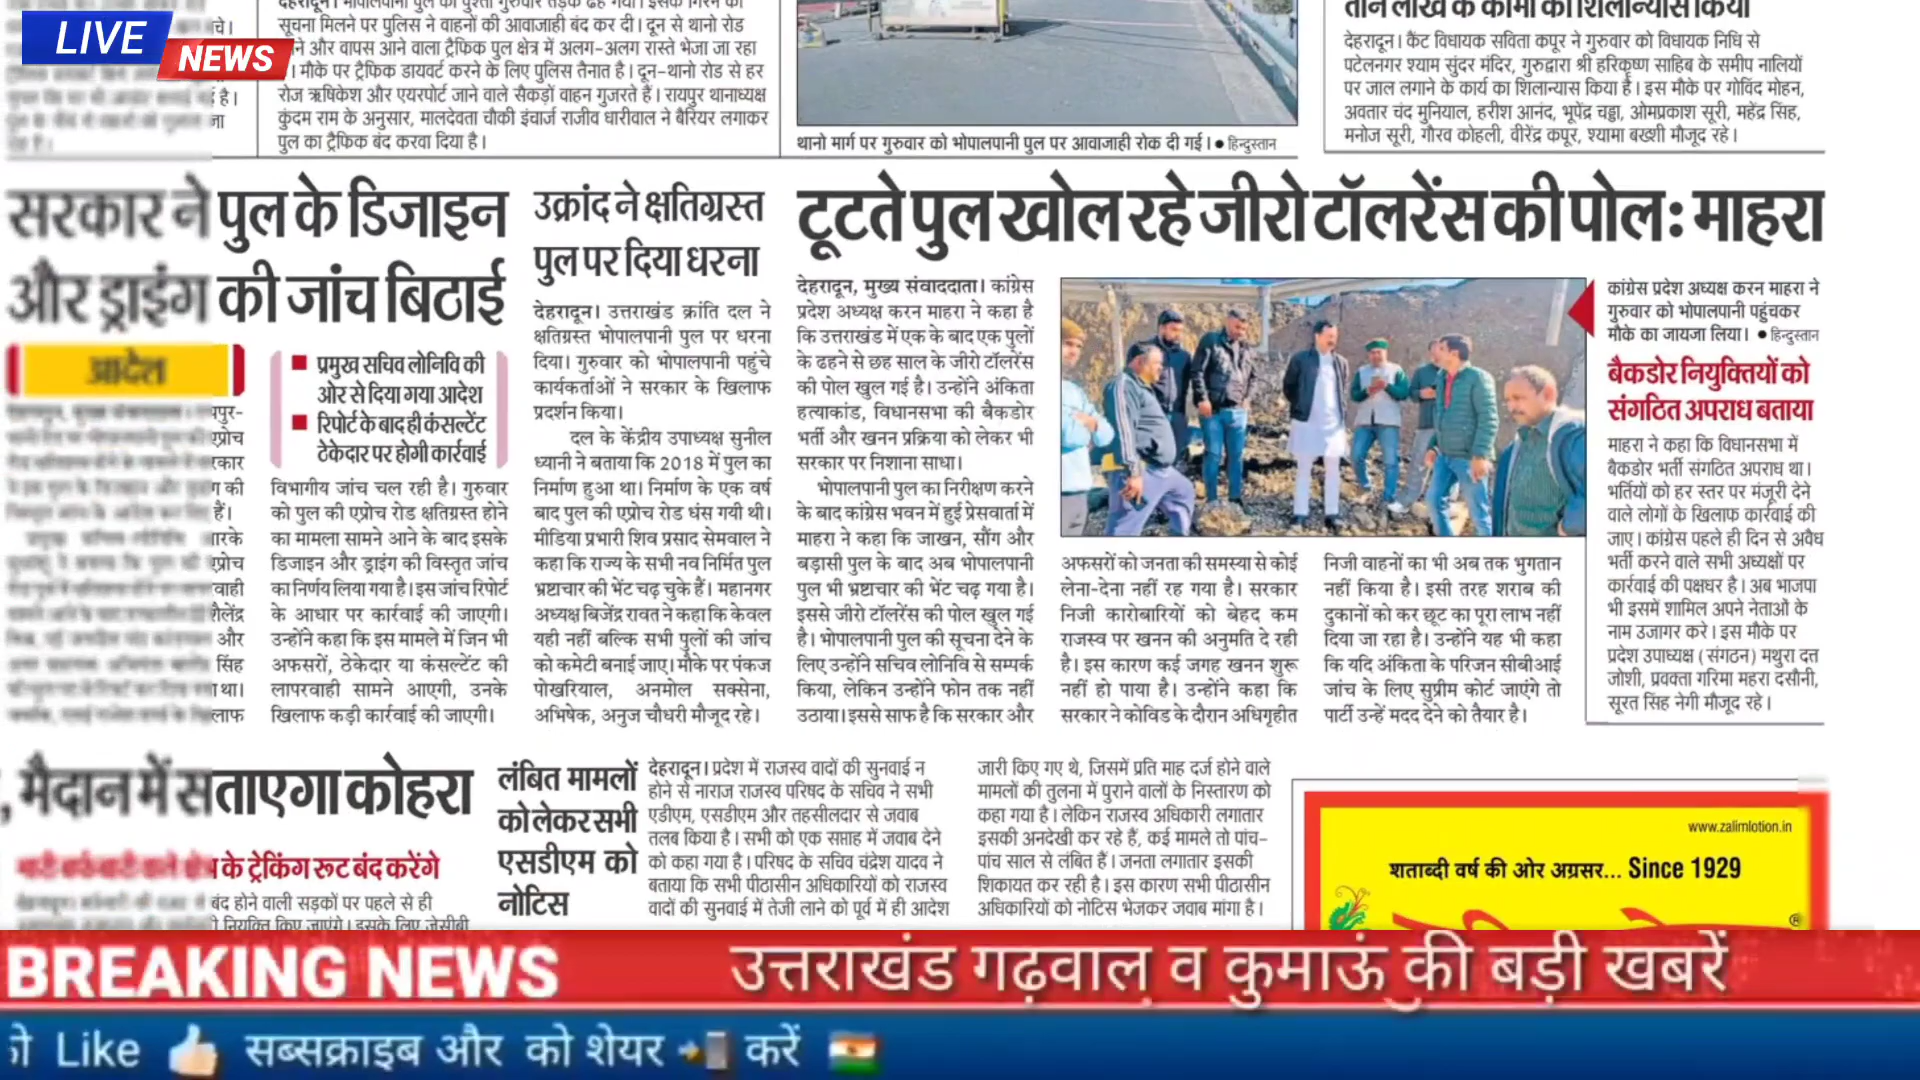 LIVE
NEWS
चे।
ई है।
जा
सूचना मिलने पर पुलिस ने वाहनों की आवाजाही बंद कर दी। दून से थानो रोड
ने और वापस आने वाला ट्रैफिक पुल क्षेत्र में अलग-अलग रास्ते भेजा जा रहा
। मौके पर ट्रैफिक डायवर्ट करने के लिए पुलिस तैनात है। दून-थानो रोड से हर
रोज ऋषिकेश और एयरपोर्ट जाने वाले सैकड़ों वाहन गुजरते हैं। रायपुर थानाध्यक्ष
कुंदम राम के अनुसार, मालदेवता चौकी इंचार्ज राजीव धारीवाल ने बैरियर लगाकर
पुल का ट्रैफिक बंद करवा दिया है।
थानो मार्ग पर गुरुवार को भोपालपानी पुल पर आवाजाही रोक दी गई। ● हिन्दुस्तान
तीन लाख के कामों का शिलान्यास किया
देहरादून। कैंट विधायक सविता कपूर ने गुरुवार को विधायक निधि से
पटेलनगर श्याम सुंदर मंदिर, गुरुद्वारा श्री हरिकृष्ण साहिब के समीप नालियों
पर जाल लगाने के कार्य का शिलान्यास किया है। इस मौके पर गोविंद मोहन,
अवतार चंद मुनियाल, हरीश आनंद, भूपेंद्र चड्ढा, ओमप्रकाश सूरी, महेंद्र सिंह,
मनोज सूरी, गौरव कोहली, वीरेंद्र कपूर, श्यामा बख्शी मौजूद रहे।
सरकार ने पुल के डिजाइन
और ड्राइंग की जांच बिठाई
आदेश
■ प्रमुख सचिव लोनिवि की
ओर से दिया गया आदेश
■ रिपोर्ट के बाद ही कंसल्टेंट
ठेकेदार पर होगी कार्रवाई
पुर-
एप्रोच
रकार
ग की
हैं।
ारके
एप्रोच
वाही
शैलेंद्र
और
सिंह
था।
लाफ
विभागीय जांच चल रही है। गुरुवार
को पुल की एप्रोच रोड क्षतिग्रस्त होने
का मामला सामने आने के बाद इसके
डिजाइन और ड्राइंग की विस्तृत जांच
का निर्णय लिया गया है। इस जांच रिपोर्ट
के आधार पर कार्रवाई की जाएगी।
उन्होंने कहा कि इस मामले में जिन भी
अफसरों, ठेकेदार या कंसल्टेंट की
लापरवाही सामने आएगी, उनके
खिलाफ कड़ी कार्रवाई की जाएगी।
उक्रांद ने क्षतिग्रस्त
पुल पर दिया धरना
देहरादून। उत्तराखंड क्रांति दल ने
क्षतिग्रस्त भोपालपानी पुल पर धरना
दिया। गुरुवार को भोपालपानी पहुंचे
कार्यकर्ताओं ने सरकार के खिलाफ
प्रदर्शन किया।
दल के केंद्रीय उपाध्यक्ष सुनील
ध्यानी ने बताया कि 2018 में पुल का
निर्माण हुआ था। निर्माण के एक वर्ष
बाद पुल की एप्रोच रोड धंस गयी थी।
मीडिया प्रभारी शिव प्रसाद सेमवाल ने
कहा कि राज्य के सभी नव निर्मित पुल
भ्रष्टाचार की भेंट चढ़ चुके हैं। महानगर
अध्यक्ष बिजेंद्र रावत ने कहा कि केवल
यही नहीं बल्कि सभी पुलों की जांच
को कमेटी बनाई जाए। मौके पर पंकज
पोखरियाल, अनमोल सक्सेना,
अभिषेक, अनुज चौधरी मौजूद रहे।
टूटते पुल खोल रहे जीरो टॉलरेंस की पोल: माहरा
देहरादून, मुख्य संवाददाता। कांग्रेस
प्रदेश अध्यक्ष करन माहरा ने कहा है
कि उत्तराखंड में एक के बाद एक पुलों
के ढहने से छह साल के जीरो टॉलरेंस
की पोल खुल गई है। उन्होंने अंकिता
हत्याकांड, विधानसभा की बैकडोर
भर्ती और खनन प्रक्रिया को लेकर भी
सरकार पर निशाना साधा।
भोपालपानी पुल का निरीक्षण करने
के बाद कांग्रेस भवन में हुई प्रेसवार्ता में
माहरा ने कहा कि जाखन, सौंग और
बड़ासी पुल के बाद अब भोपालपानी
पुल भी भ्रष्टाचार की भेंट चढ़ गया है।
इससे जीरो टॉलरेंस की पोल खुल गई
है। भोपालपानी पुल की सूचना देने के
लिए उन्होंने सचिव लोनिवि से सम्पर्क
किया, लेकिन उन्होंने फोन तक नहीं
उठाया। इससे साफ है कि सरकार और
अफसरों को जनता की समस्या से कोई
लेना-देना नहीं रह गया है। सरकार
निजी कारोबारियों को बेहद कम
राजस्व पर खनन की अनुमति दे रही
है। इस कारण कई जगह खनन शुरू
नहीं हो पाया है। उन्होंने कहा कि
सरकार ने कोविड के दौरान अधिगृहीत
निजी वाहनों का भी अब तक भुगतान
नहीं किया है। इसी तरह शराब की
दुकानों को कर छूट का पूरा लाभ नहीं
दिया जा रहा है। उन्होंने यह भी कहा
कि यदि अंकिता के परिजन सीबीआई
जांच के लिए सुप्रीम कोर्ट जाएंगे तो
पार्टी उन्हें मदद देने को तैयार है।
कांग्रेस प्रदेश अध्यक्ष करन माहरा ने
गुरुवार को भोपालपानी पहुंचकर
मौके का जायजा लिया। ● हिन्दुस्तान
बैकडोर नियुक्तियों को
संगठित अपराध बताया
माहरा ने कहा कि विधानसभा में
बैकडोर भर्ती संगठित अपराध था।
भर्तियों को हर स्तर पर मंजूरी देने
वाले लोगों के खिलाफ कार्रवाई की
जाए। कांग्रेस पहले ही दिन से अवैध
भर्ती करने वाले सभी अध्यक्षों पर
कार्रवाई की पक्षधर है। अब भाजपा
भी इसमें शामिल अपने नेताओं के
नाम उजागर करे। इस मौके पर
प्रदेश उपाध्यक्ष (संगठन) मथुरा दत्त
जोशी, प्रवक्ता गरिमा महरा दसौनी,
सूरत सिंह नेगी मौजूद रहे।
, मैदान में सताएगा कोहरा
के ट्रेकिंग रूट बंद करेंगे
बंद होने वाली सड़कों पर पहले से ही
नियुक्ति किए जाएंगे। इसके लिए जेसीबी
लंबित मामलों
को लेकर सभी
एसडीएम को
नोटिस
देहरादून। प्रदेश में राजस्व वादों की सुनवाई न
होने से नाराज राजस्व परिषद के सचिव ने सभी
एडीएम, एसडीएम और तहसीलदार से जवाब
तलब किया है। सभी को एक सप्ताह में जवाब देने
को कहा गया है। परिषद के सचिव चंद्रेश यादव ने
बताया कि सभी पीठासीन अधिकारियों को राजस्व
वादों की सुनवाई में तेजी लाने को पूर्व में ही आदेश
जारी किए गए थे, जिसमें प्रति माह दर्ज होने वाले
मामलों की तुलना में पुराने वालों के निस्तारण को
कहा गया है। लेकिन राजस्व अधिकारी लगातार
इसकी अनदेखी कर रहे हैं, कई मामले तो पांच-
पांच साल से लंबित हैं। जनता लगातार इसकी
शिकायत कर रही है। इस कारण सभी पीठासीन
अधिकारियों को नोटिस भेजकर जवाब मांगा है।
www.zalimlotion.in
शताब्दी वर्ष की ओर अग्रसर... Since 1929
®
BREAKING NEWS
उत्तराखंड गढ़वाल व कुमाऊं की बड़ी खबरें
Like 👍 सब्सक्राइब और को शेयर 📲 करें 🇮🇳